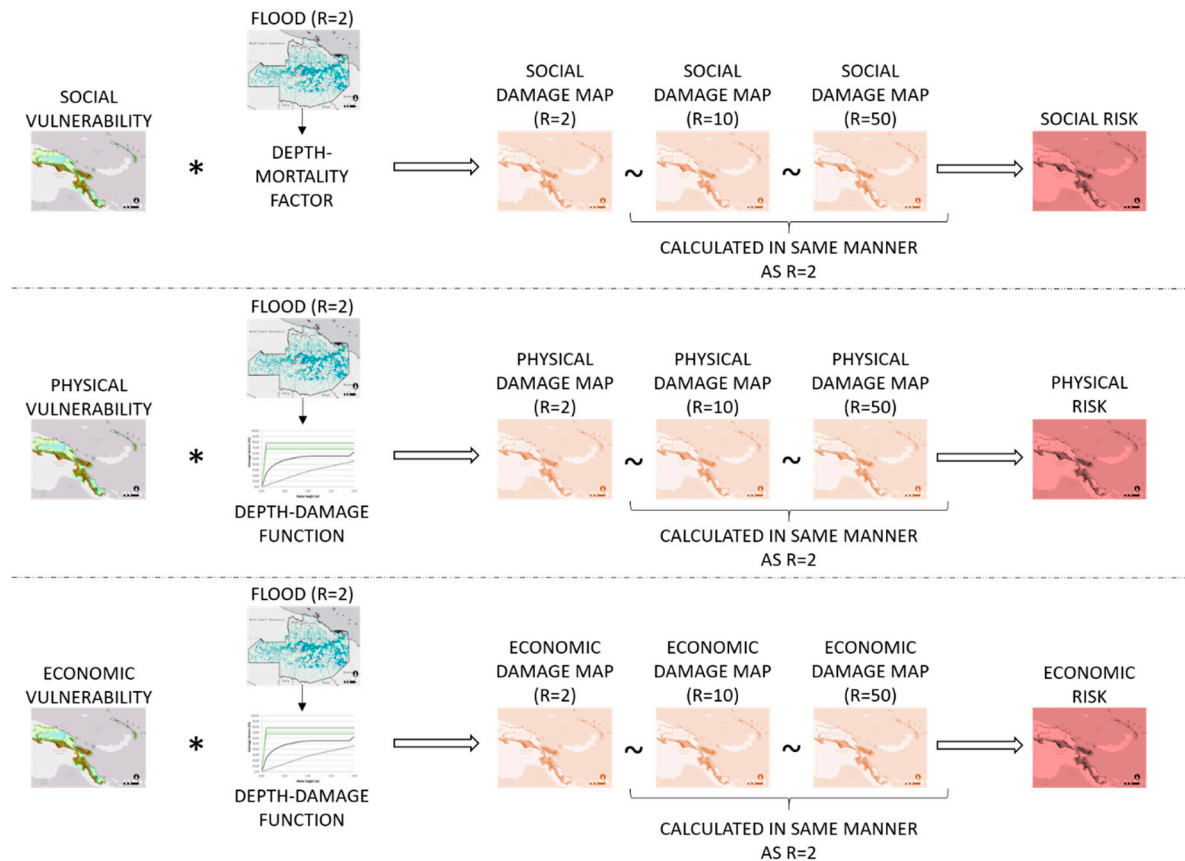 FLOOD (R=2)
SOCIAL
VULNERABILITY
*
DEPTH-
MORTALITY
FACTOR
SOCIAL
DAMAGE MAP
(R=2)
~
SOCIAL
DAMAGE MAP
(R=10)
~
SOCIAL
DAMAGE MAP
(R=50)
CALCULATED IN SAME MANNER
AS R=2
SOCIAL RISK
FLOOD (R=2)
PHYSICAL
VULNERABILITY
*
DEPTH-DAMAGE
FUNCTION
PHYSICAL
DAMAGE MAP
(R=2)
~
PHYSICAL
DAMAGE MAP
(R=10)
~
PHYSICAL
DAMAGE MAP
(R=50)
CALCULATED IN SAME MANNER
AS R=2
PHYSICAL
RISK
FLOOD (R=2)
ECONOMIC
VULNERABILITY
*
DEPTH-DAMAGE
FUNCTION
ECONOMIC
DAMAGE MAP
(R=2)
~
ECONOMIC
DAMAGE MAP
(R=10)
~
ECONOMIC
DAMAGE MAP
(R=50)
CALCULATED IN SAME MANNER
AS R=2
ECONOMIC
RISK